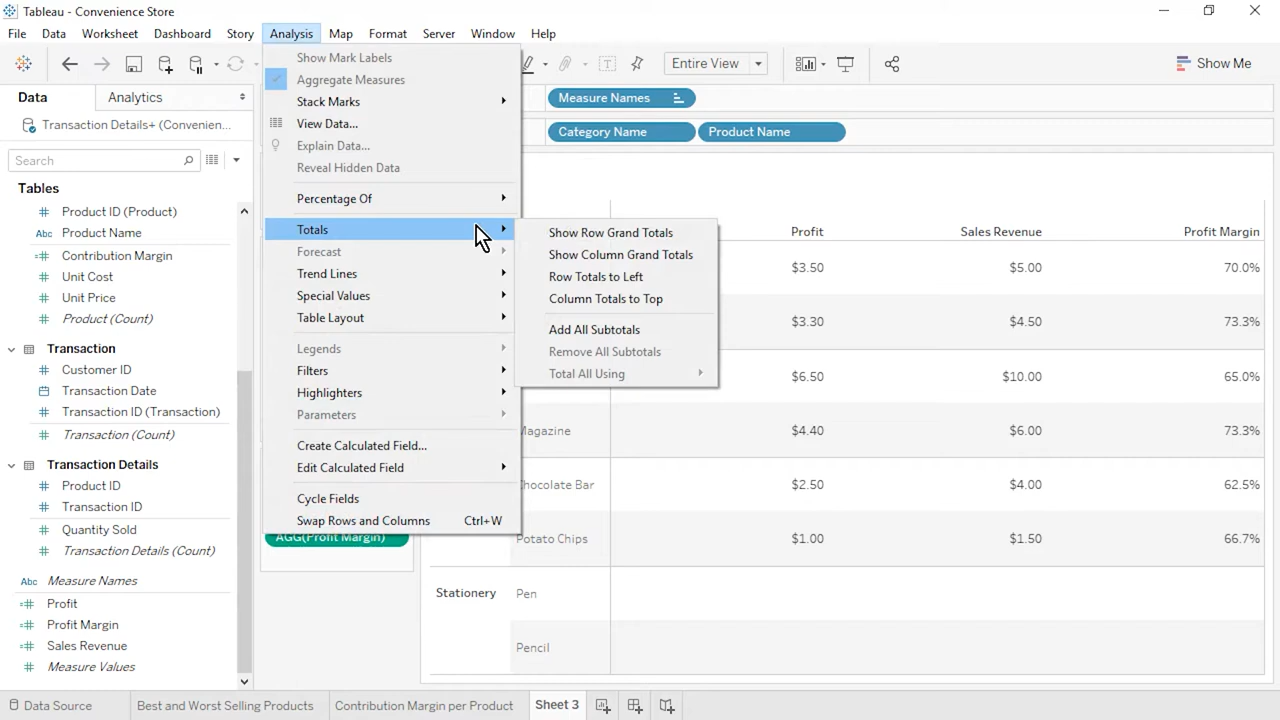 Tableau - Convenience Store
File Data Worksheet Dashboard Story Analysis Map Format Server Window Help
Entire View
Show Me
Data Analytics
Transaction Details+ (Convenien...
Search
Tables
Product ID (Product)
Abc Product Name
Contribution Margin
Unit Cost
Unit Price
Product (Count)
Transaction
Customer ID
Transaction Date
Transaction ID (Transaction)
Transaction (Count)
Transaction Details
Product ID
Transaction ID
Quantity Sold
Transaction Details (Count)
Abc Measure Names
Profit
Profit Margin
Sales Revenue
Measure Values
Show Mark Labels
Aggregate Measures
Stack Marks
View Data...
Explain Data...
Reveal Hidden Data
Percentage Of
Totals
Forecast
Trend Lines
Special Values
Table Layout
Legends
Filters
Highlighters
Parameters
Create Calculated Field...
Edit Calculated Field
Cycle Fields
Swap Rows and Columns Ctrl+W
AGG(Profit Margin)
Show Row Grand Totals
Show Column Grand Totals
Row Totals to Left
Column Totals to Top
Add All Subtotals
Remove All Subtotals
Total All Using
Measure Names
Category Name Product Name
Profit Sales Revenue Profit Margin
$3.50 $5.00 70.0%
$3.30 $4.50 73.3%
$6.50 $10.00 65.0%
Magazine $4.40 $6.00 73.3%
Chocolate Bar $2.50 $4.00 62.5%
Potato Chips $1.00 $1.50 66.7%
Stationery Pen
Pencil
Data Source Best and Worst Selling Products Contribution Margin per Product Sheet 3